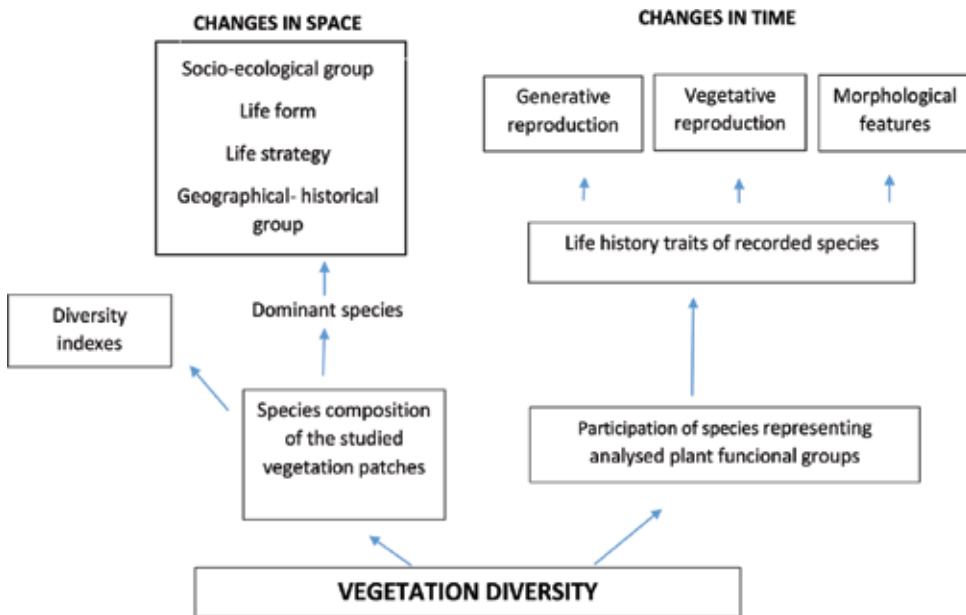 CHANGES IN SPACE
Socio-ecological group
Life form
Life strategy
Geographical- historical
group
Dominant species
Diversity
indexes
Species composition
of the studied
vegetation patches
CHANGES IN TIME
Generative
reproduction
Vegetative
reproduction
Morphological
features
Life history traits of recorded species
Participation of species representing
analysed plant funcional groups
VEGETATION DIVERSITY